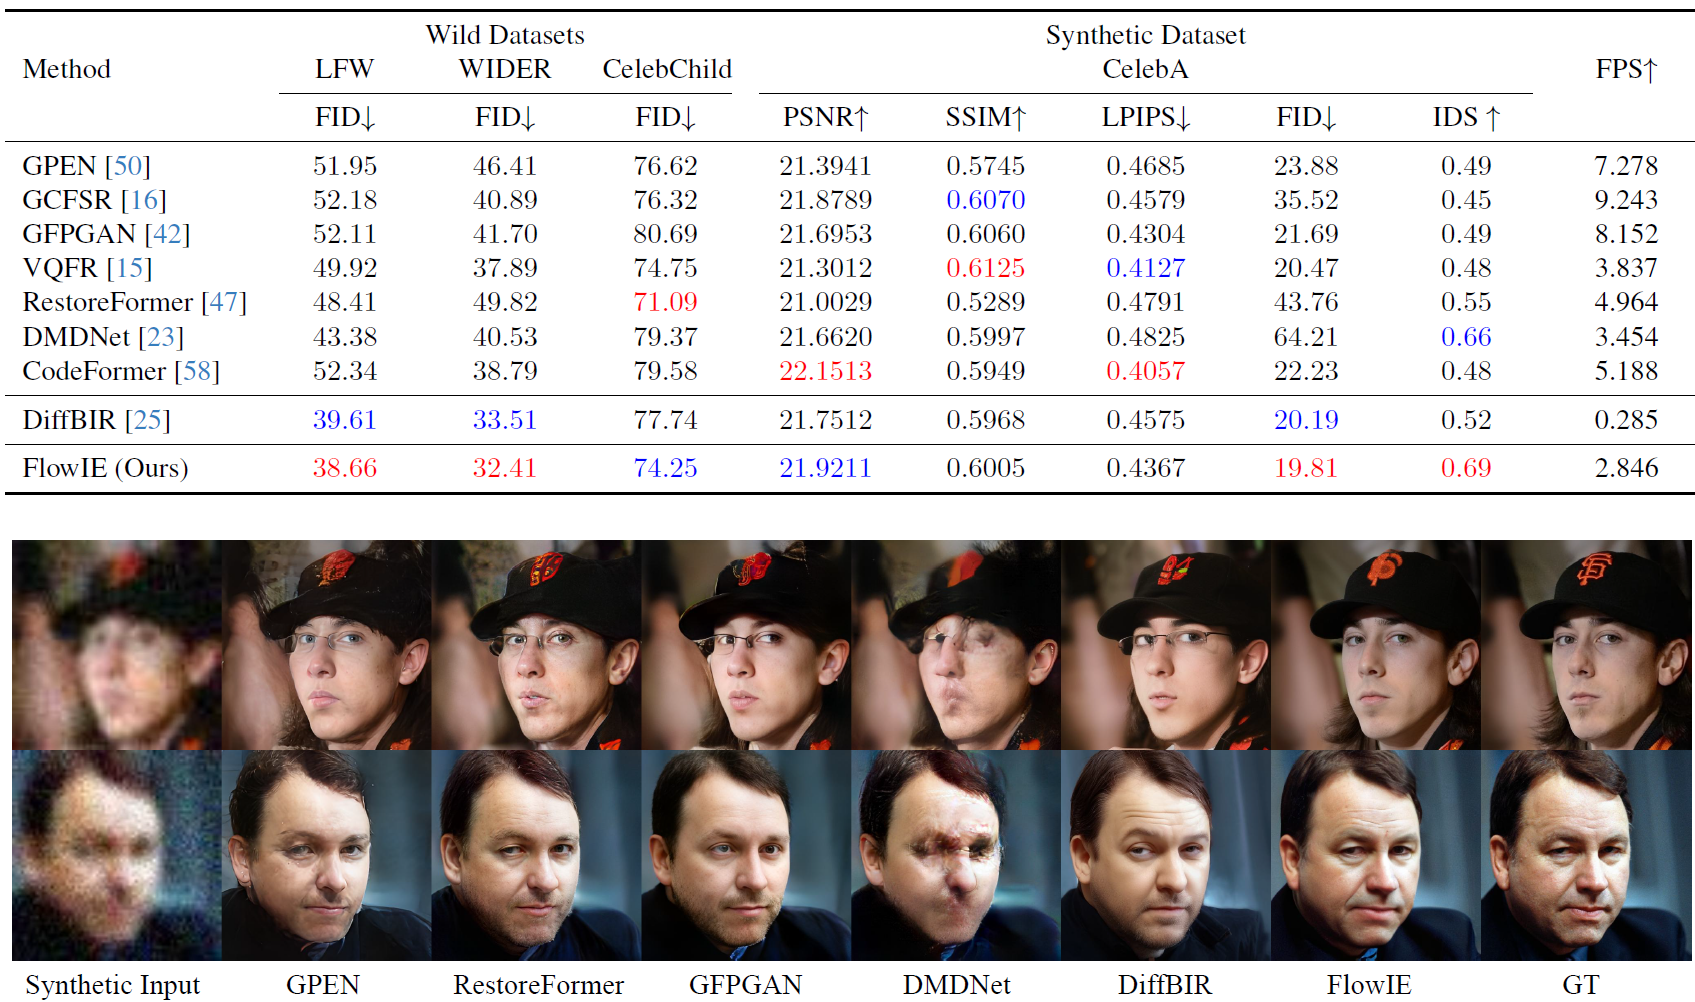 Wild Datasets Synthetic Dataset
Method LFW WIDER CelebChild CelebA FPS↑
FID↓ FID↓ FID↓ PSNR↑ SSIM↑ LPIPS↓ FID↓ IDS ↑
GPEN [50] 51.95 46.41 76.62 21.3941 0.5745 0.4685 23.88 0.49 7.278
GCFSR [16] 52.18 40.89 76.32 21.8789 0.6070 0.4579 35.52 0.45 9.243
GFPGAN [42] 52.11 41.70 80.69 21.6953 0.6060 0.4304 21.69 0.49 8.152
VQFR [15] 49.92 37.89 74.75 21.3012 0.6125 0.4127 20.47 0.48 3.837
RestoreFormer [47] 48.41 49.82 71.09 21.0029 0.5289 0.4791 43.76 0.55 4.964
DMDNet [23] 43.38 40.53 79.37 21.6620 0.5997 0.4825 64.21 0.66 3.454
CodeFormer [58] 52.34 38.79 79.58 22.1513 0.5949 0.4057 22.23 0.48 5.188
DiffBIR [25] 39.61 33.51 77.74 21.7512 0.5968 0.4575 20.19 0.52 0.285
FlowIE (Ours) 38.66 32.41 74.25 21.9211 0.6005 0.4367 19.81 0.69 2.846
SF
Synthetic Input GPEN RestoreFormer GFPGAN DMDNet DiffBIR FlowIE GT